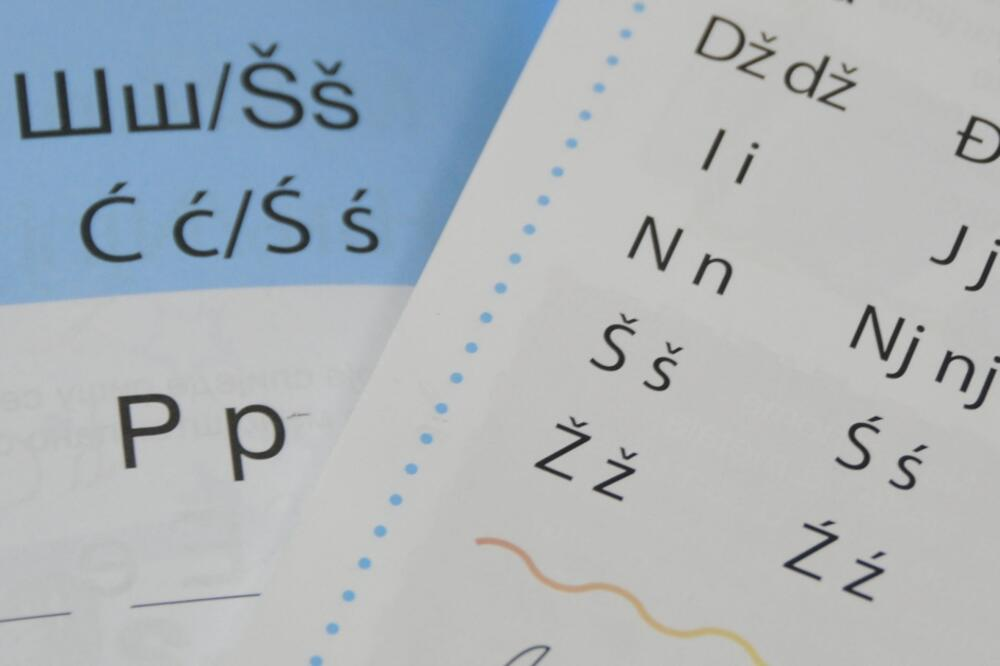 Шш/Šš
Ć ć/Ś ś
Р р
Dž dž
Đ
I i
J j
N n
Nj nj
Š š
Ś ś
Ž ž
Ź ź